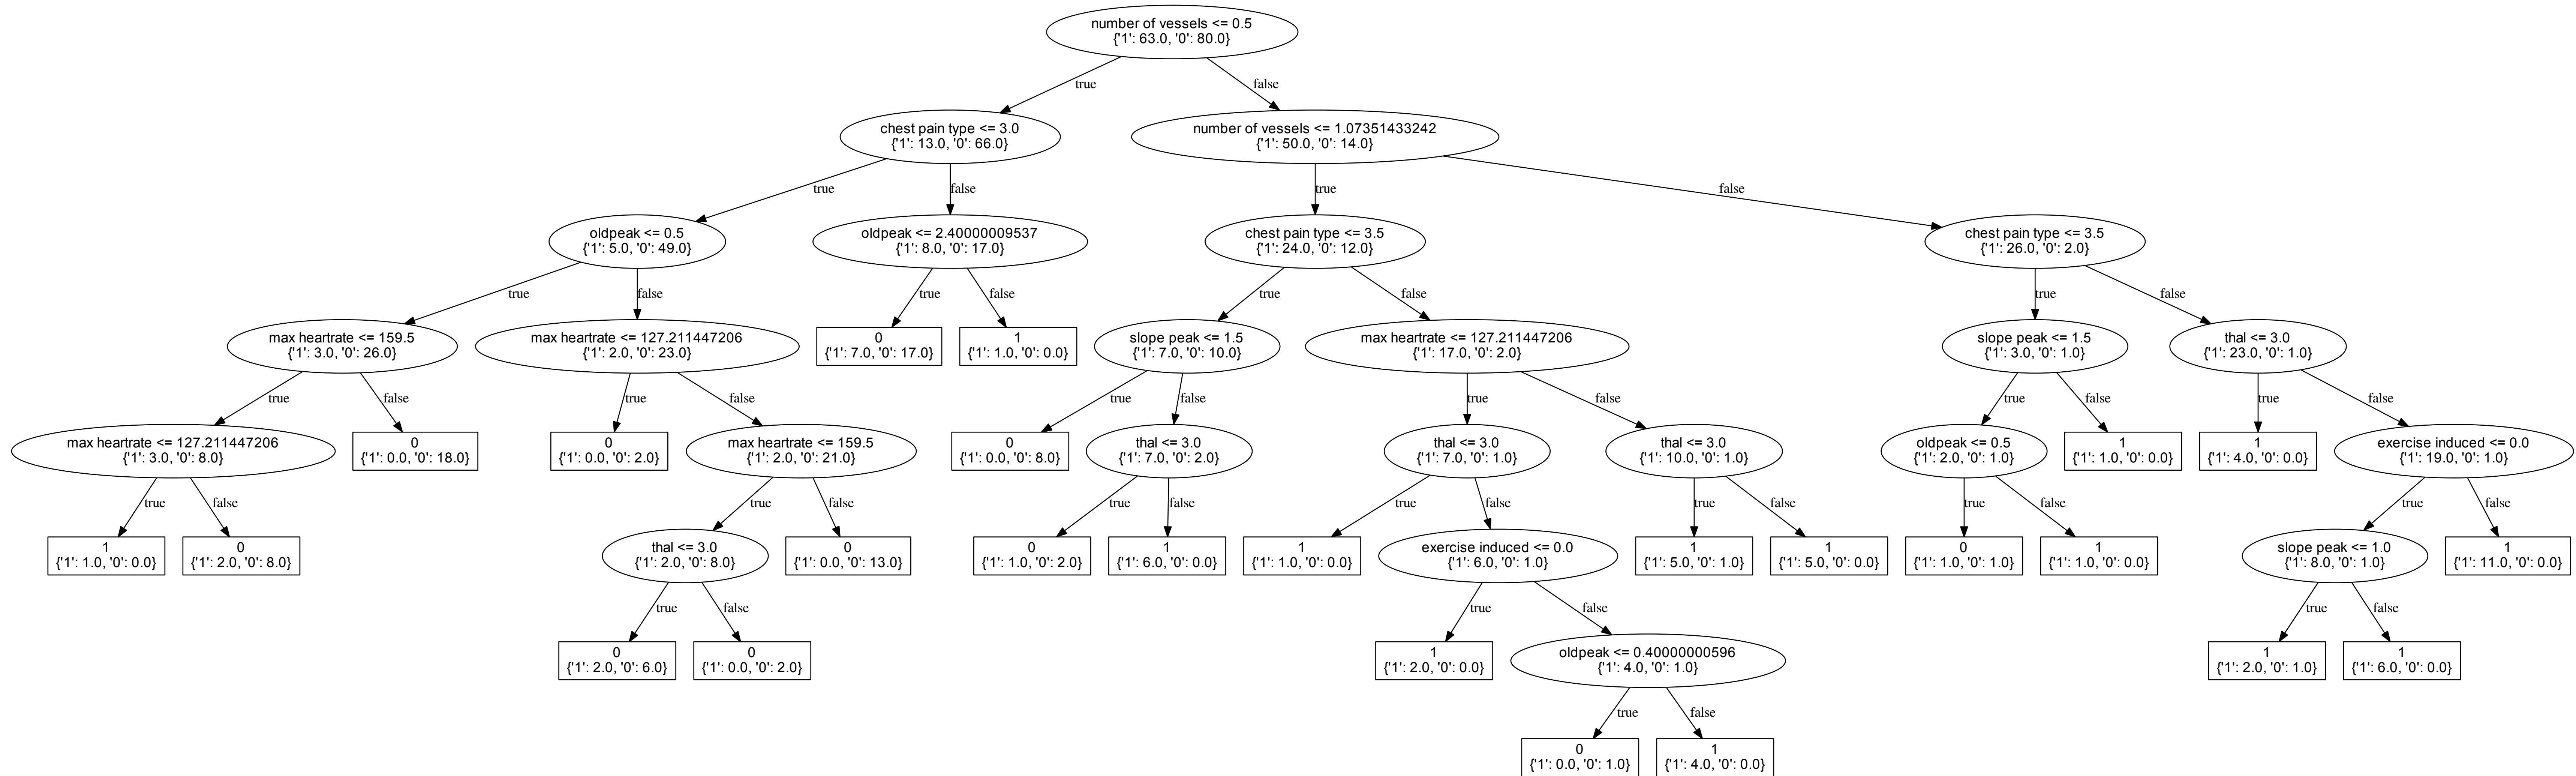 number of vessels <= 0.5
{'1': 63.0, '0': 80.0}
true
false
chest pain type <= 3.0
{'1': 13.0, '0': 66.0}
number of vessels <= 1.07351433242
{'1': 50.0, '0': 14.0}
true
false
true
false
oldpeak <= 0.5
{'1': 5.0, '0': 49.0}
oldpeak <= 2.40000009537
{'1': 8.0, '0': 17.0}
chest pain type <= 3.5
{'1': 24.0, '0': 12.0}
chest pain type <= 3.5
{'1': 26.0, '0': 2.0}
true
false
true
false
true
false
true
false
max heartrate <= 159.5
{'1': 3.0, '0': 26.0}
max heartrate <= 127.211447206
{'1': 2.0, '0': 23.0}
0
{'1': 7.0, '0': 17.0}
1
{'1': 1.0, '0': 0.0}
slope peak <= 1.5
{'1': 7.0, '0': 10.0}
max heartrate <= 127.211447206
{'1': 17.0, '0': 2.0}
slope peak <= 1.5
{'1': 3.0, '0': 1.0}
thal <= 3.0
{'1': 23.0, '0': 1.0}
true
false
true
false
true
false
true
false
true
false
true
false
max heartrate <= 127.211447206
{'1': 3.0, '0': 8.0}
0
{'1': 0.0, '0': 18.0}
0
{'1': 0.0, '0': 2.0}
max heartrate <= 159.5
{'1': 2.0, '0': 21.0}
0
{'1': 0.0, '0': 8.0}
thal <= 3.0
{'1': 7.0, '0': 2.0}
thal <= 3.0
{'1': 7.0, '0': 1.0}
thal <= 3.0
{'1': 10.0, '0': 1.0}
oldpeak <= 0.5
{'1': 2.0, '0': 1.0}
1
{'1': 1.0, '0': 0.0}
1
{'1': 4.0, '0': 0.0}
exercise induced <= 0.0
{'1': 19.0, '0': 1.0}
true
false
true
false
true
false
true
false
true
false
true
false
true
false
1
{'1': 1.0, '0': 0.0}
0
{'1': 2.0, '0': 8.0}
thal <= 3.0
{'1': 2.0, '0': 8.0}
0
{'1': 0.0, '0': 13.0}
0
{'1': 1.0, '0': 2.0}
1
{'1': 6.0, '0': 0.0}
1
{'1': 1.0, '0': 0.0}
exercise induced <= 0.0
{'1': 6.0, '0': 1.0}
1
{'1': 5.0, '0': 1.0}
1
{'1': 5.0, '0': 0.0}
0
{'1': 1.0, '0': 1.0}
1
{'1': 1.0, '0': 0.0}
slope peak <= 1.0
{'1': 8.0, '0': 1.0}
1
{'1': 11.0, '0': 0.0}
true
false
true
false
true
false
0
{'1': 2.0, '0': 6.0}
0
{'1': 0.0, '0': 2.0}
1
{'1': 2.0, '0': 0.0}
oldpeak <= 0.40000000596
{'1': 4.0, '0': 1.0}
1
{'1': 2.0, '0': 1.0}
1
{'1': 6.0, '0': 0.0}
true
false
0
{'1': 0.0, '0': 1.0}
1
{'1': 4.0, '0': 0.0}